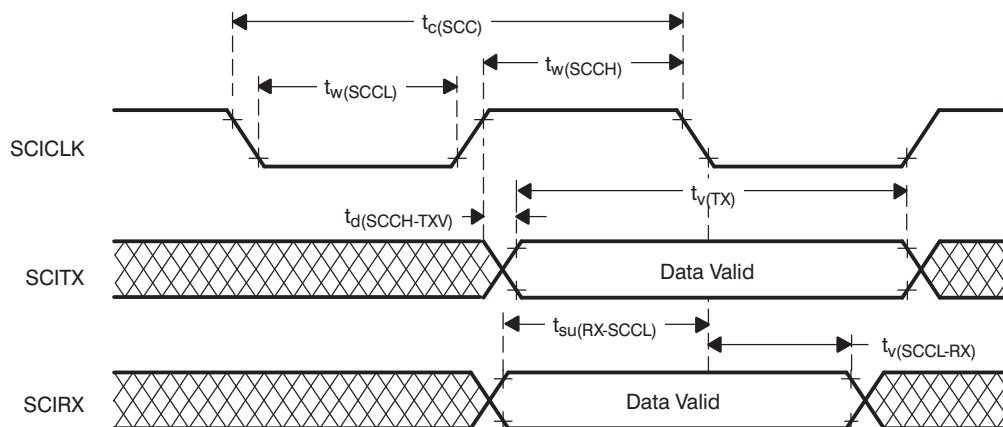 t_c(SCC)
t_w(SCCH)
t_w(SCCL)
SCICLK
t_v(TX)
t_d(SCCH-TXV)
SCITX
Data Valid
t_su(RX-SCCL)
t_v(SCCL-RX)
SCIRX
Data Valid